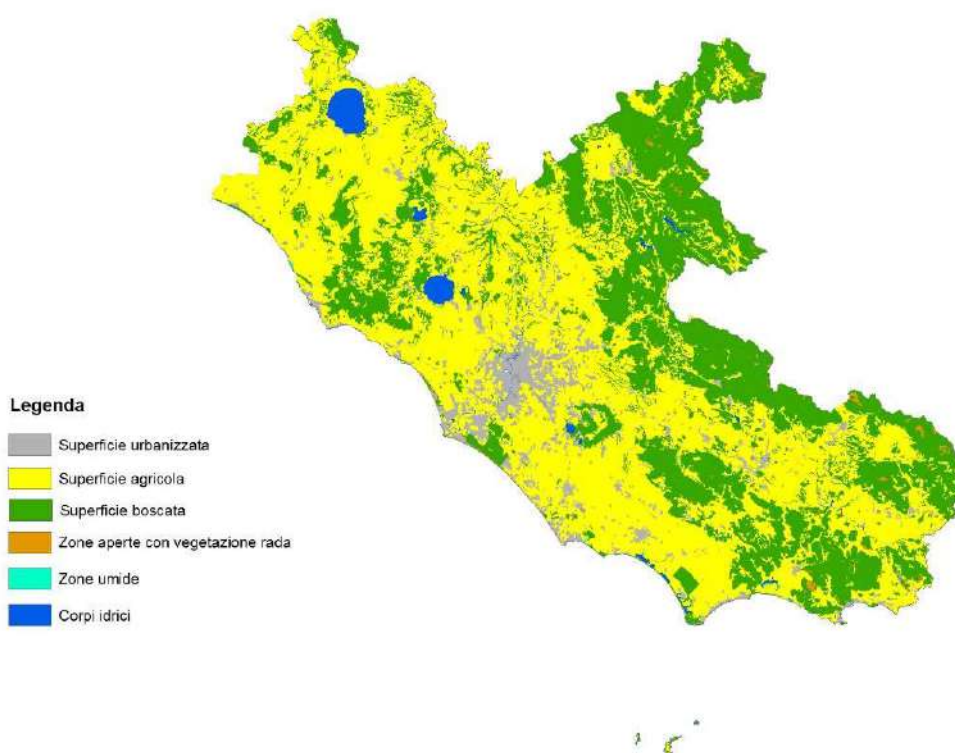 Legenda
Superficie urbanizzata
Superficie agricola
Superficie boscata
Zone aperte con vegetazione rada
Zone umide
Corpi idrici